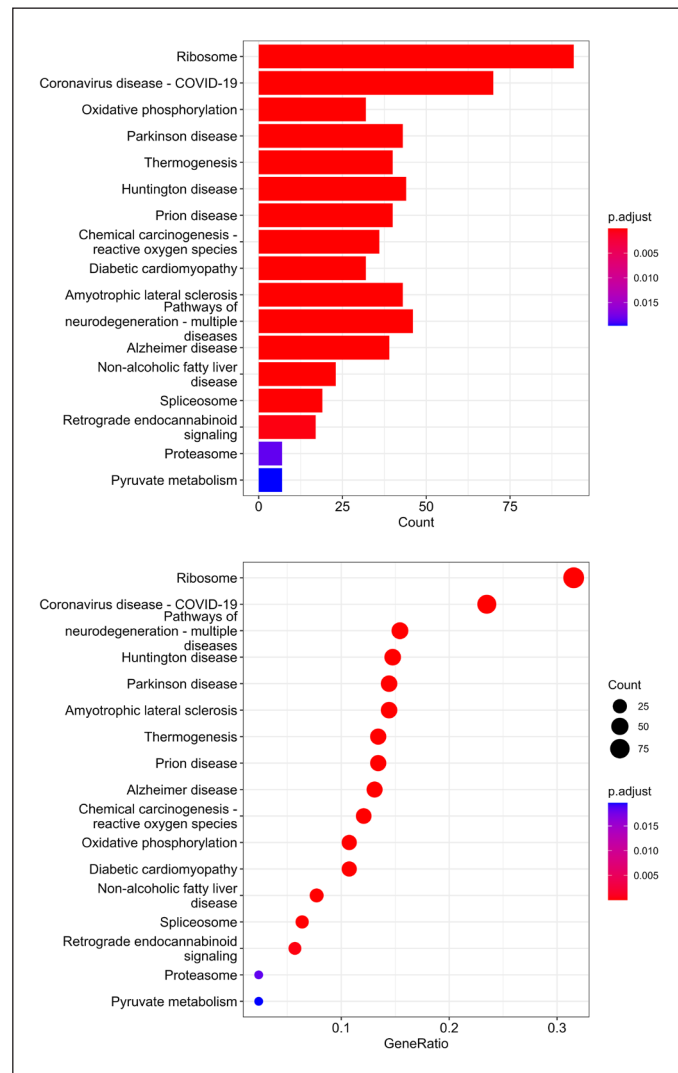 Ribosome
Coronavirus disease - COVID-19
Oxidative phosphorylation
Parkinson disease
Thermogenesis
Huntington disease
Prion disease
Chemical carcinogenesis -
reactive oxygen species
Diabetic cardiomyopathy
Amyotrophic lateral sclerosis
Pathways of
neurodegeneration - multiple
diseases
Alzheimer disease
Non-alcoholic fatty liver
disease
Spliceosome
Retrograde endocannabinoid
signaling
Proteasome
Pyruvate metabolism
0 25 50 75
Count
p.adjust
0.005
0.010
0.015
Ribosome
Coronavirus disease - COVID-19
Pathways of
neurodegeneration - multiple
diseases
Huntington disease
Parkinson disease
Amyotrophic lateral sclerosis
Thermogenesis
Prion disease
Alzheimer disease
Chemical carcinogenesis -
reactive oxygen species
Oxidative phosphorylation
Diabetic cardiomyopathy
Non-alcoholic fatty liver
disease
Spliceosome
Retrograde endocannabinoid
signaling
Proteasome
Pyruvate metabolism
0.1 0.2 0.3
GeneRatio
Count
25
50
75
p.adjust
0.015
0.010
0.005